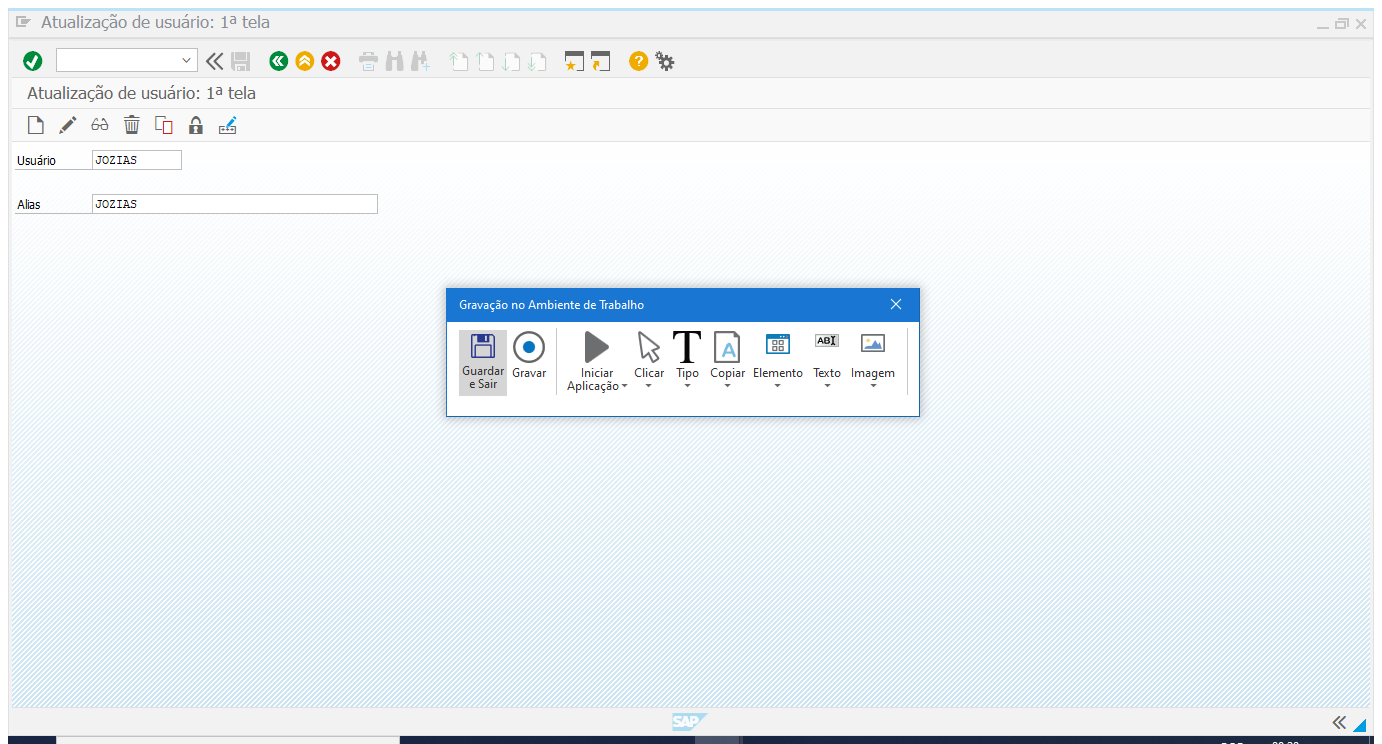 Atualização de usuário: 1ª tela
Atualização de usuário: 1ª tela
Usuário JOZIAS
Alias JOZIAS
Gravação no Ambiente de Trabalho
Guardar e Sair
Gravar
Iniciar Aplicação
Clicar
Tipo
Copiar
Elemento
Texto
Imagem
T
A
ABI
SAP